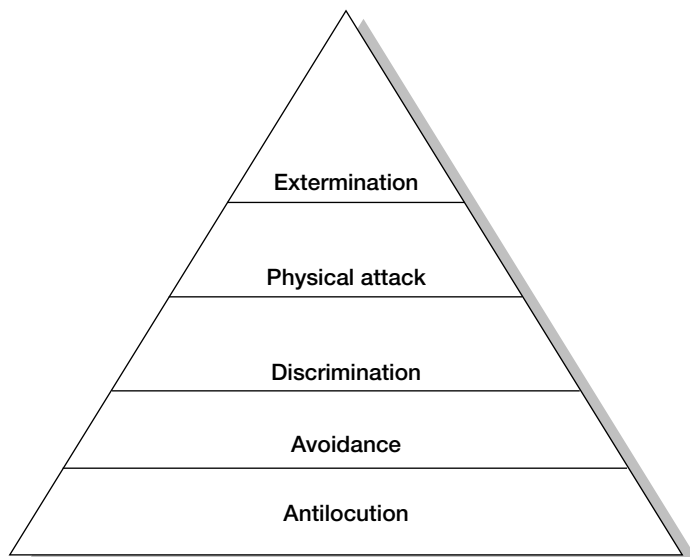 Extermination
Physical attack
Discrimination
Avoidance
Antilocution